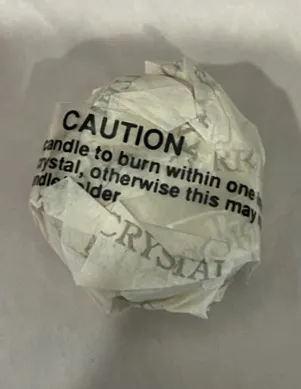 CAUTION
candle to burn within one
crystal, otherwise this may
older
CRYSTAL